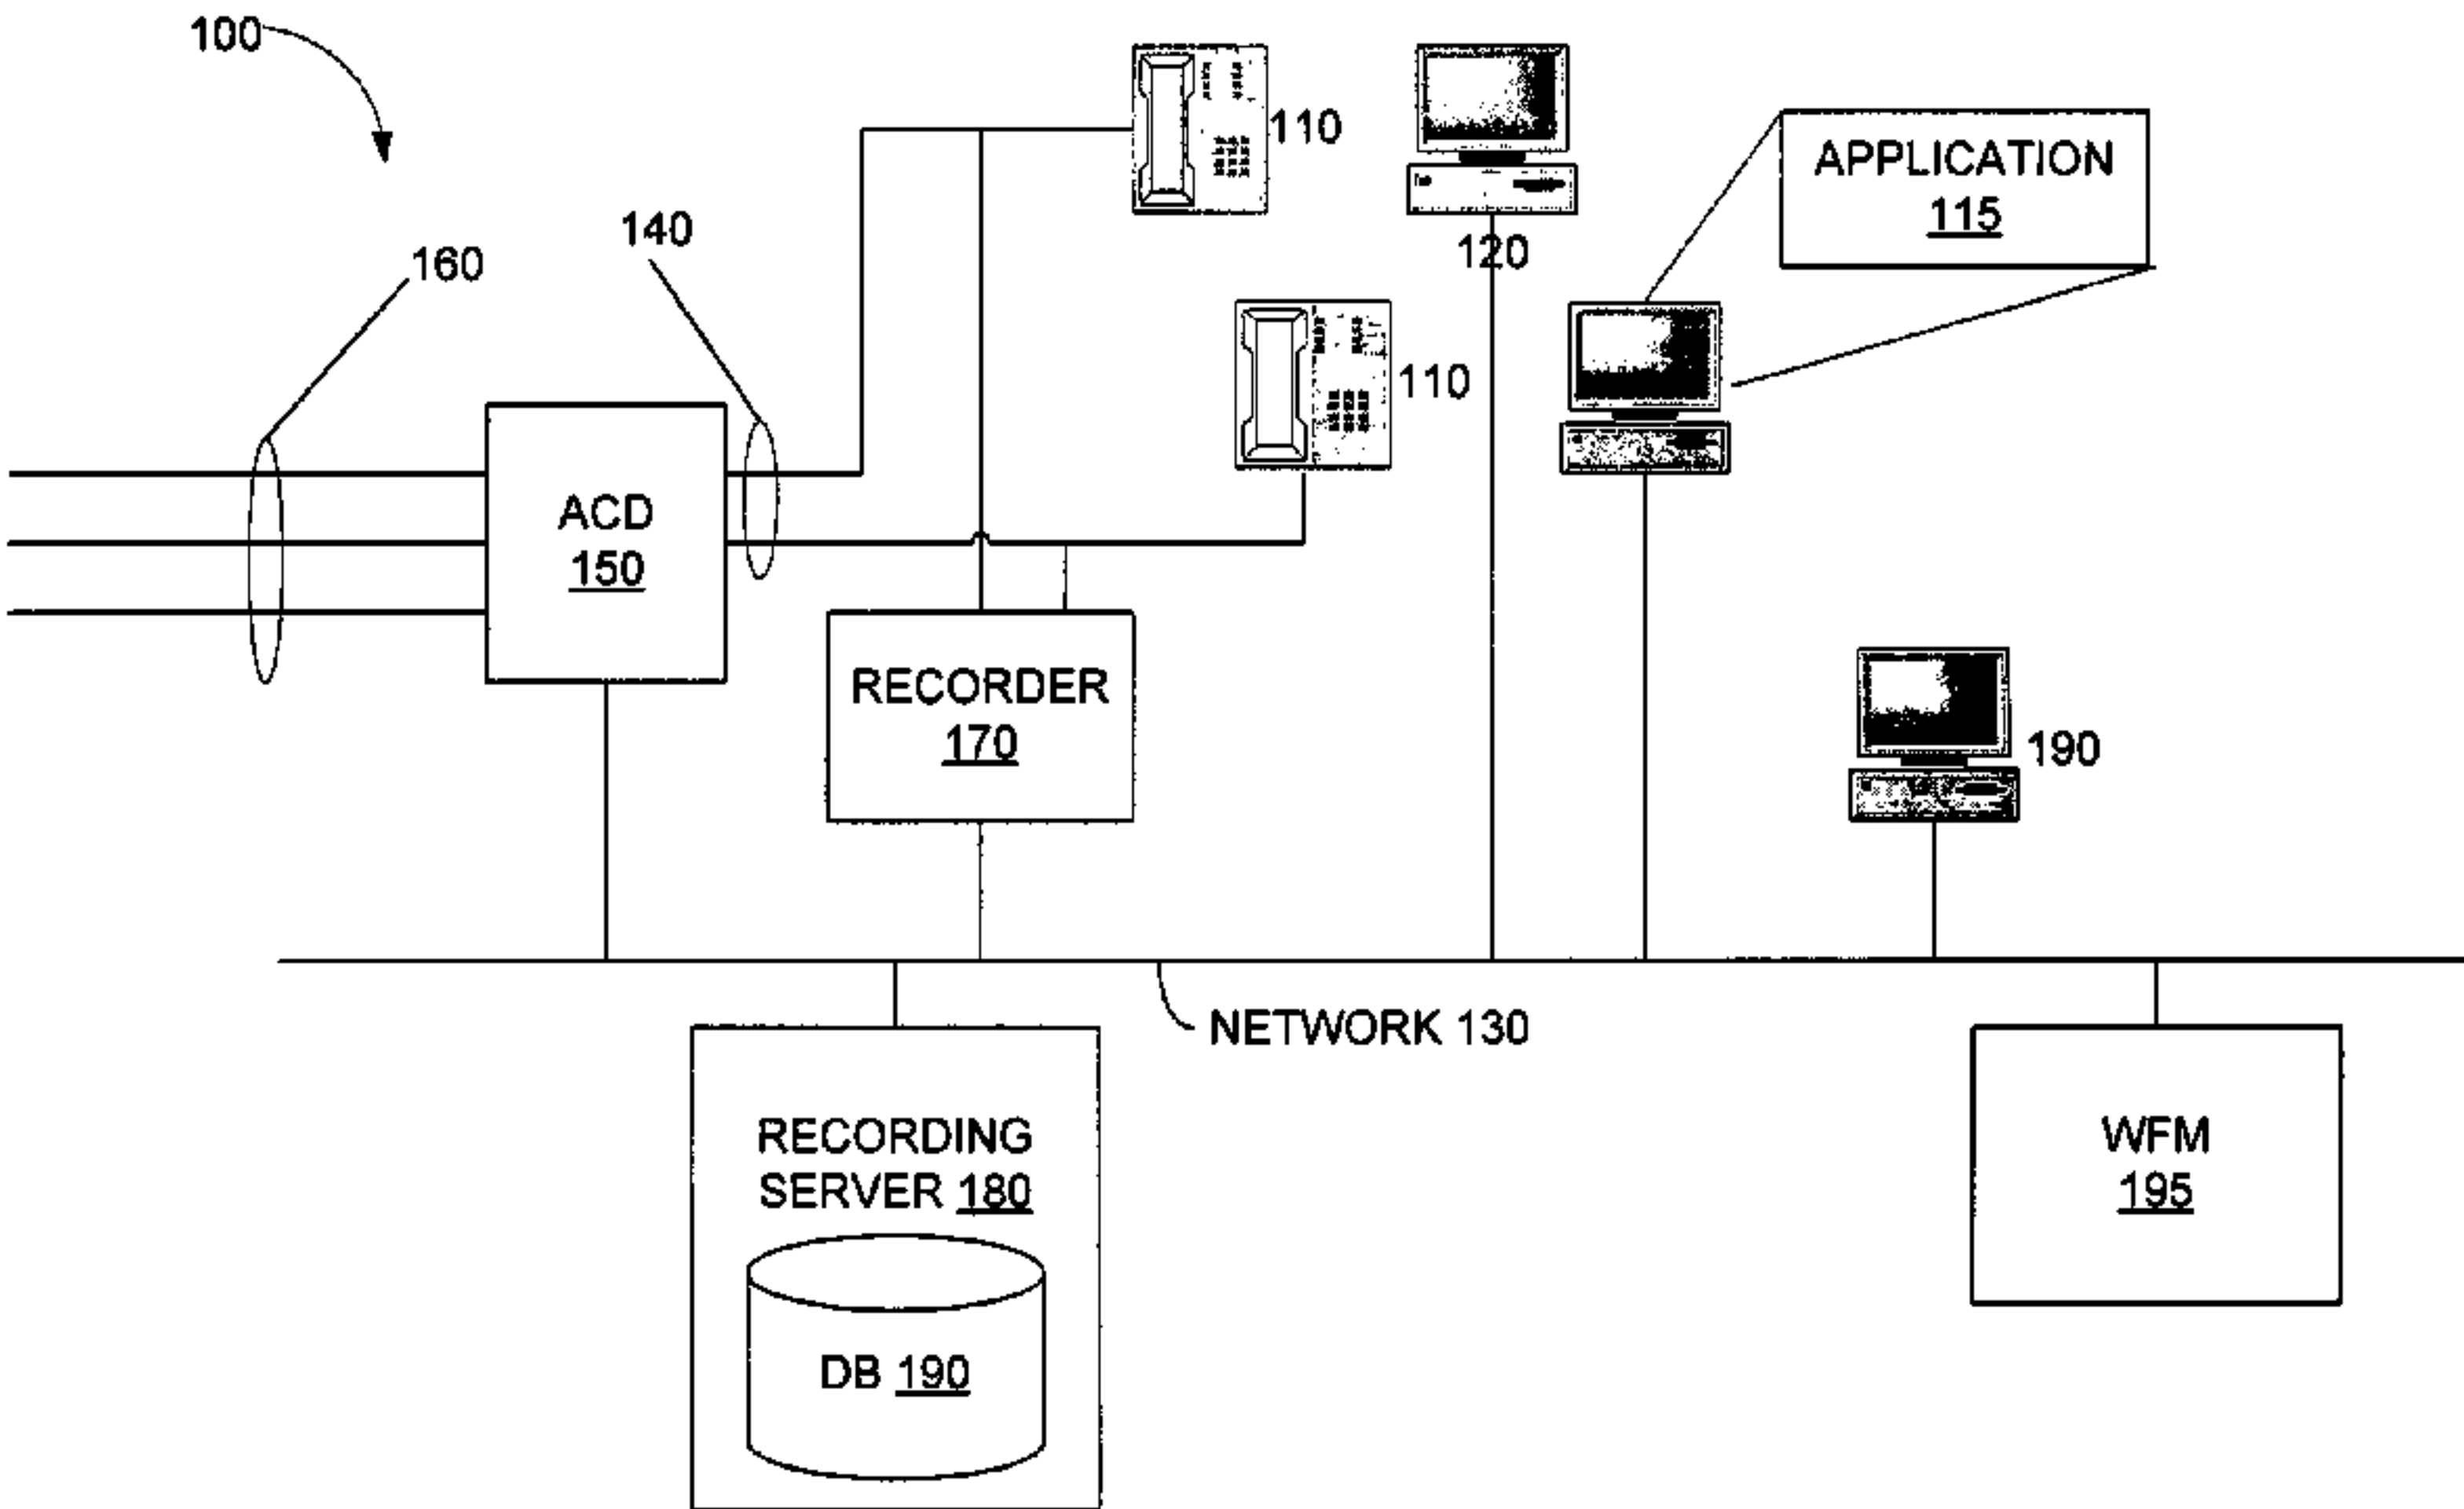 100
110
120
APPLICATION
115
160
140
110
ACD
150
RECORDER
170
190
NETWORK 130
RECORDING
SERVER 180
WFM
195
DB 190